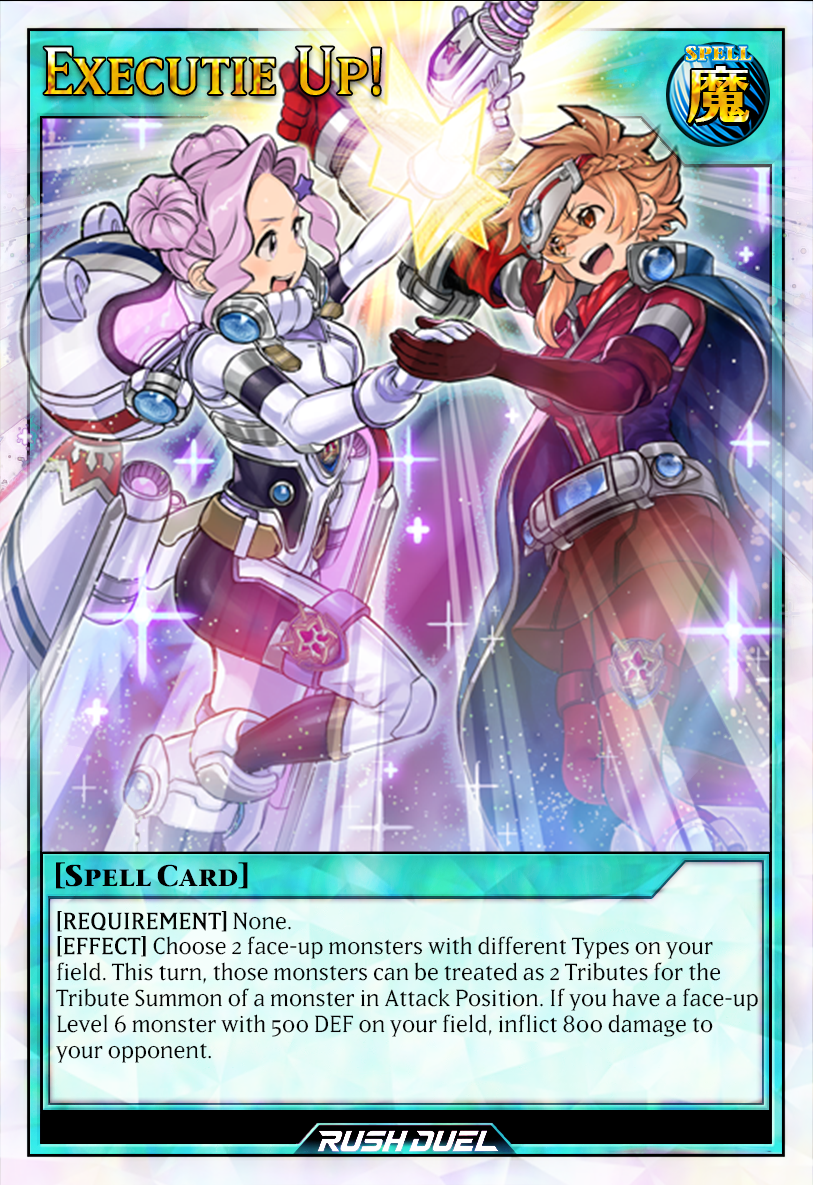 Executie Up!
SPELL
魔
[Spell Card]
[REQUIREMENT] None.
[EFFECT] Choose 2 face-up monsters with different Types on your
field. This turn, those monsters can be treated as 2 Tributes for the
Tribute Summon of a monster in Attack Position. If you have a face-up
Level 6 monster with 500 DEF on your field, inflict 800 damage to
your opponent.
RUSH DUEL